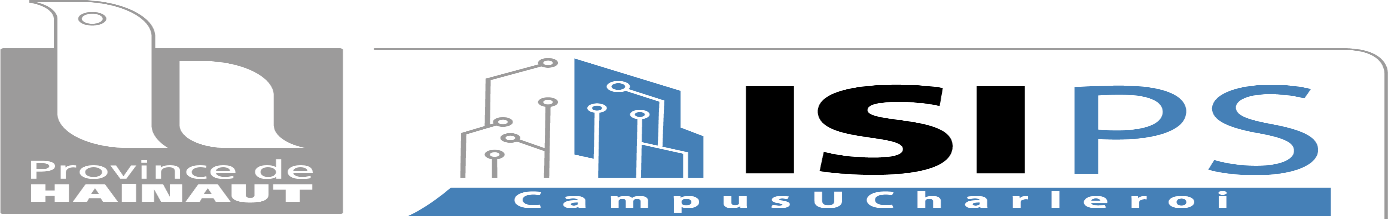 Province de
HAINAUT
ISIPS
CampusUCharleroi